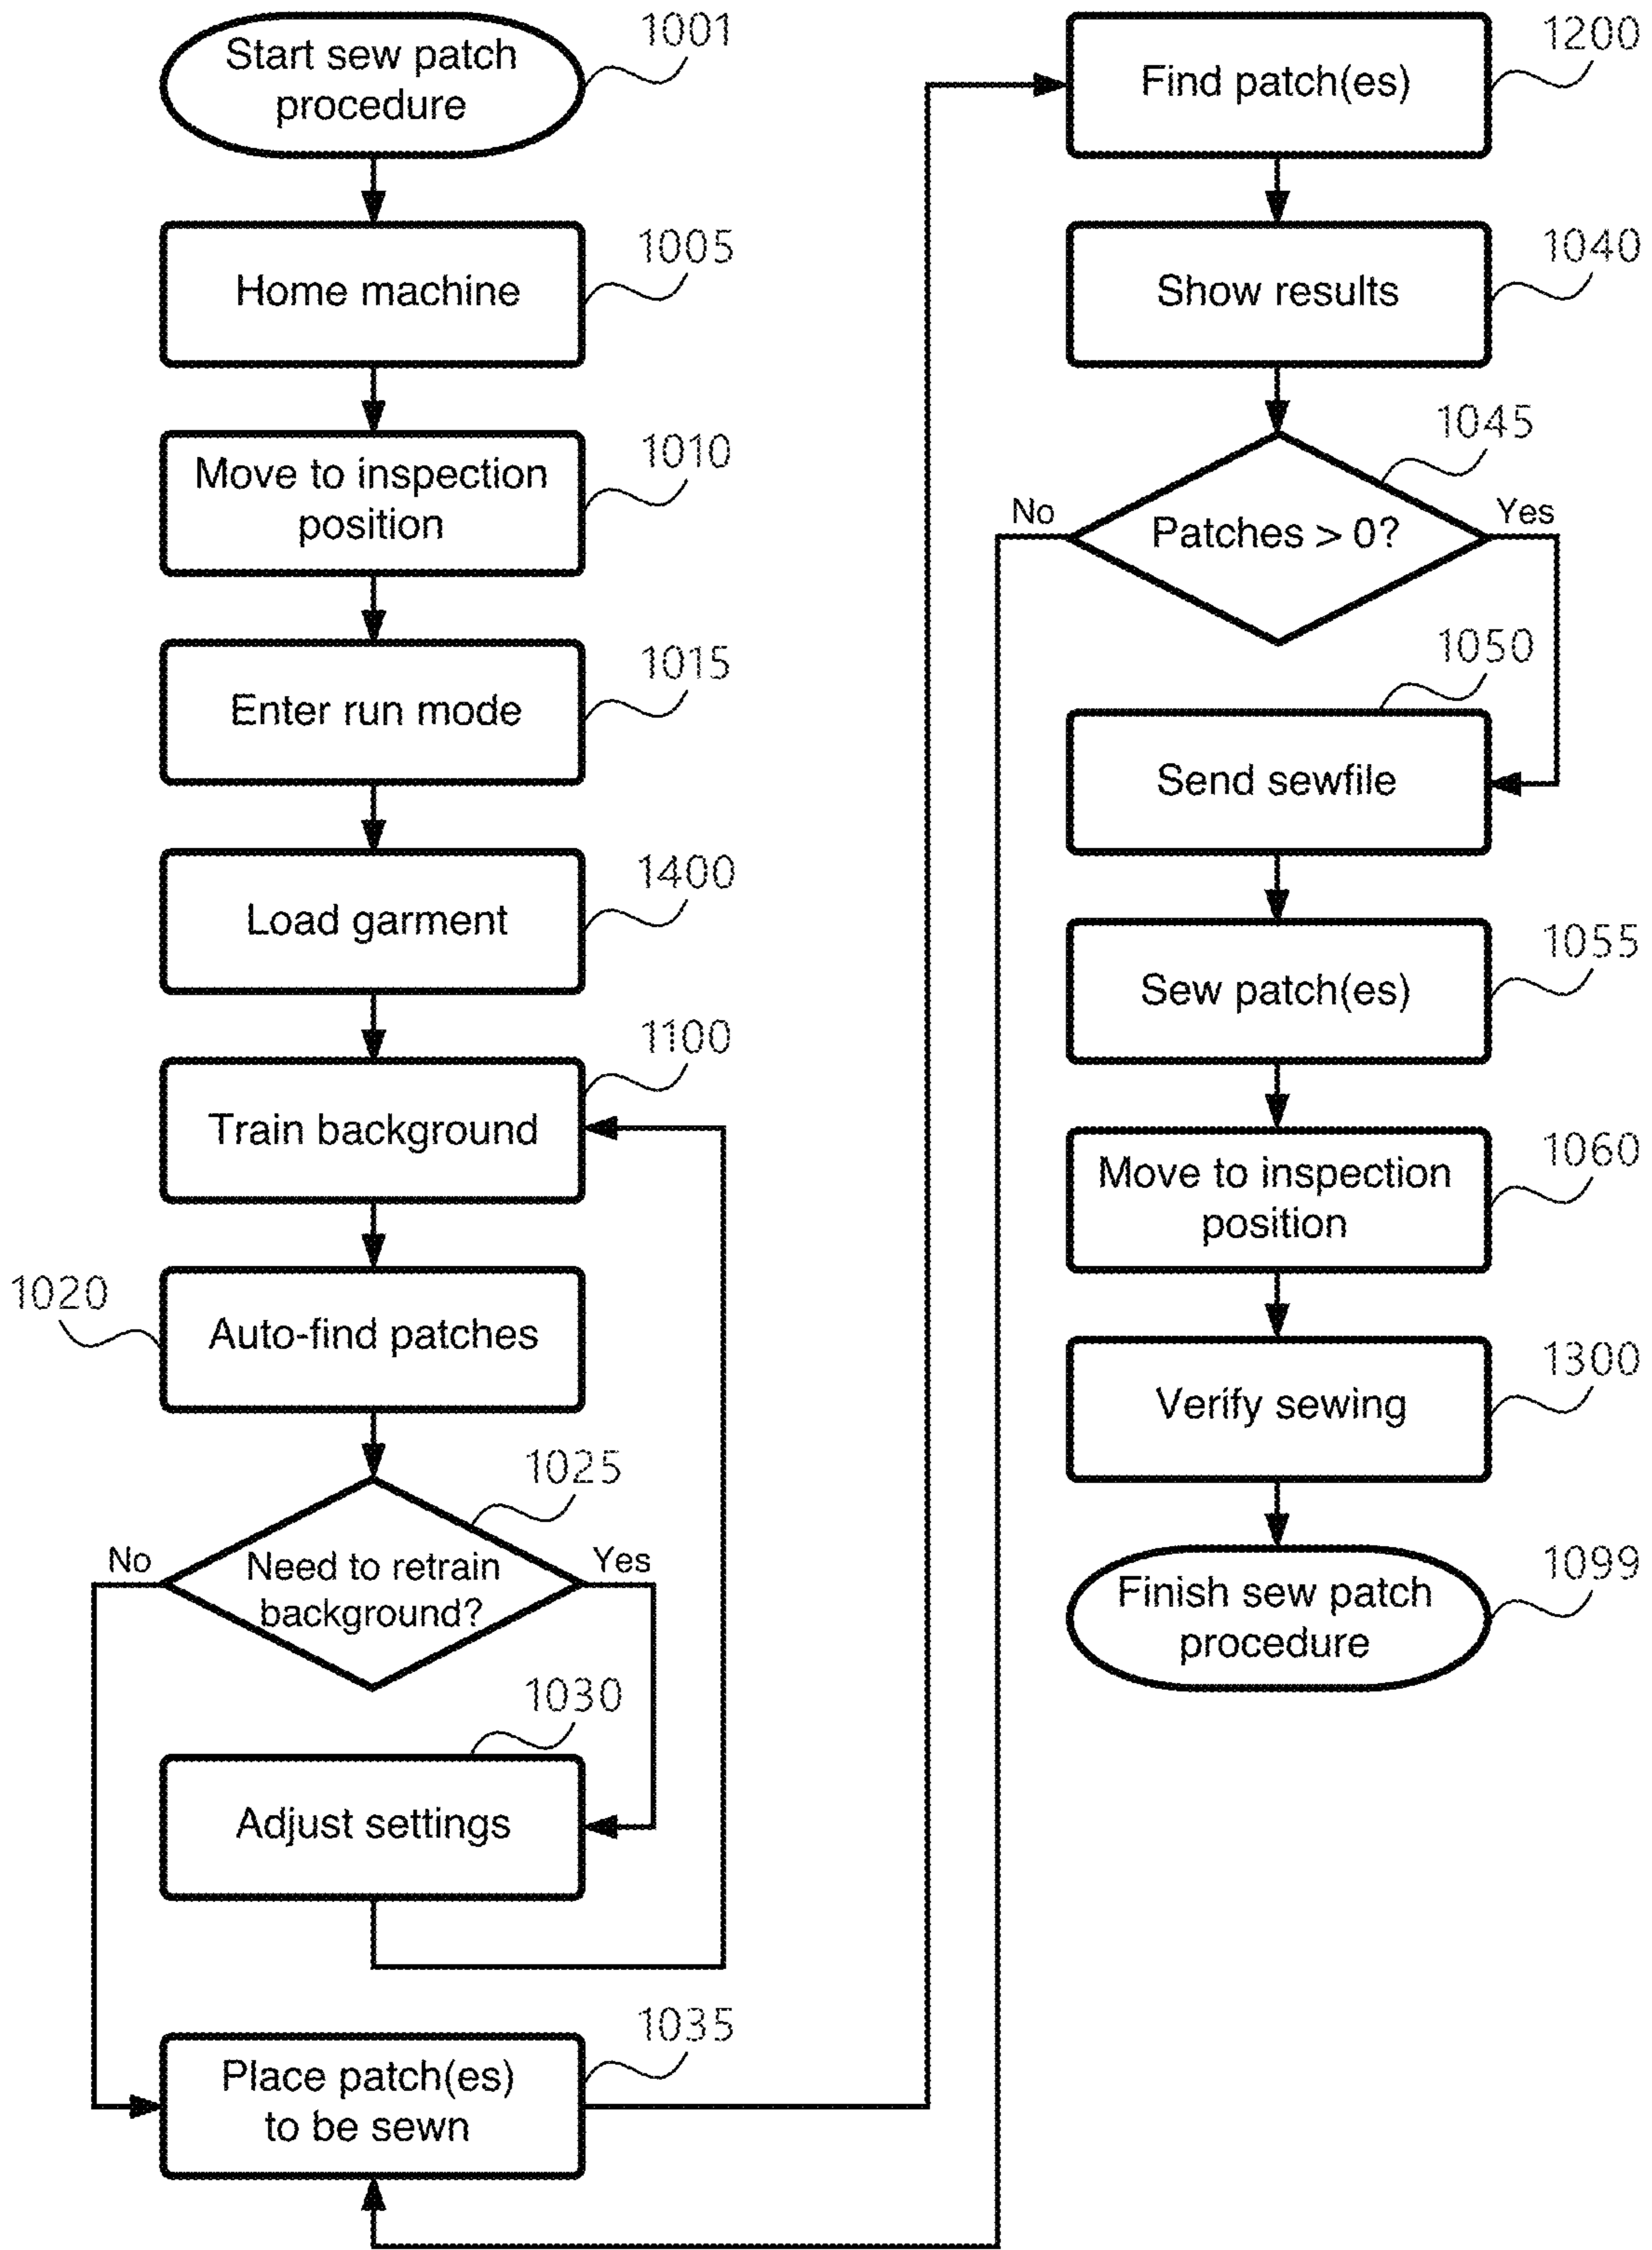 Start sew patch
procedure
1001
Home machine
1005
Move to inspection
position
1010
Enter run mode
1015
Load garment
1400
Train background
1100
Auto-find patches
1020
Need to retrain
background?
1025
No
Yes
Adjust settings
1030
Place patch(es)
to be sewn
1035
Find patch(es)
1200
Show results
1040
Patches > 0?
1045
No
Yes
Send sewfile
1050
Sew patch(es)
1055
Move to inspection
position
1060
Verify sewing
1300
Finish sew patch
procedure
1099